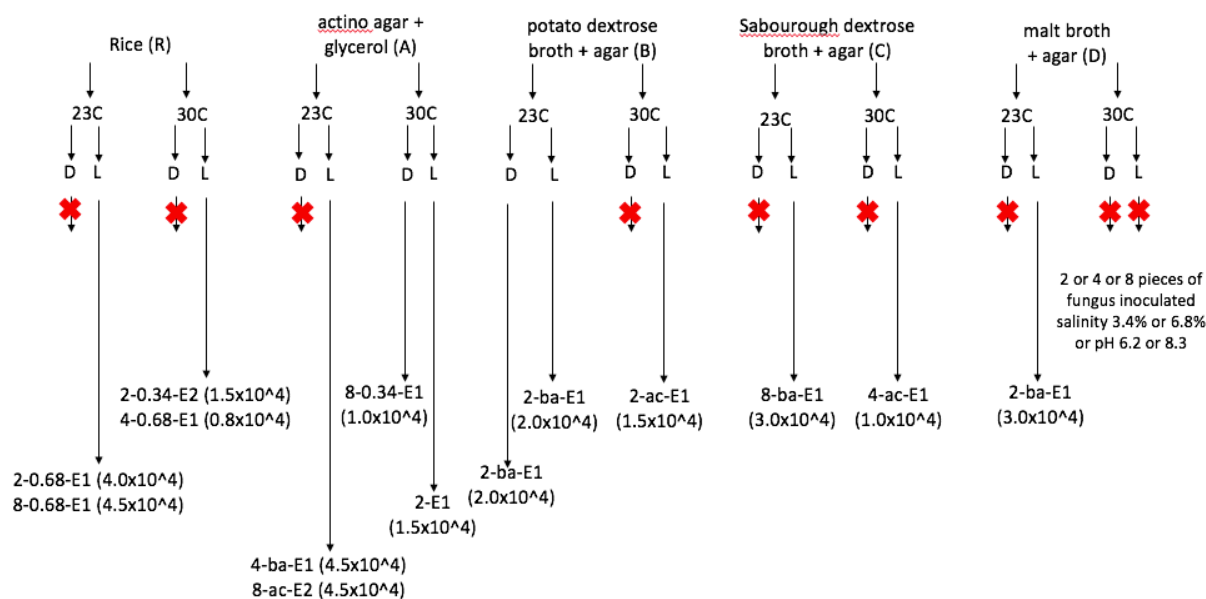 Rice (R)
actino agar +
glycerol (A)
potato dextrose
broth + agar (B)
Sabourough dextrose
broth + agar (C)
malt broth
+ agar (D)
23C
30C
23C
30C
23C
30C
23C
30C
23C
30C
D L
D L
D L
D L
D L
D L
D L
D L
D L
D L
2 or 4 or 8 pieces of
fungus inoculated
salinity 3.4% or 6.8%
or pH 6.2 or 8.3
2-0.34-E2 (1.5x10^4)
4-0.68-E1 (0.8x10^4)
8-0.34-E1
(1.0x10^4)
2-ba-E1
(2.0x10^4)
2-ac-E1
(1.5x10^4)
8-ba-E1
(3.0x10^4)
4-ac-E1
(1.0x10^4)
2-ba-E1
(3.0x10^4)
2-0.68-E1 (4.0x10^4)
8-0.68-E1 (4.5x10^4)
2-E1
(1.5x10^4)
2-ba-E1
(2.0x10^4)
4-ba-E1 (4.5x10^4)
8-ac-E2 (4.5x10^4)